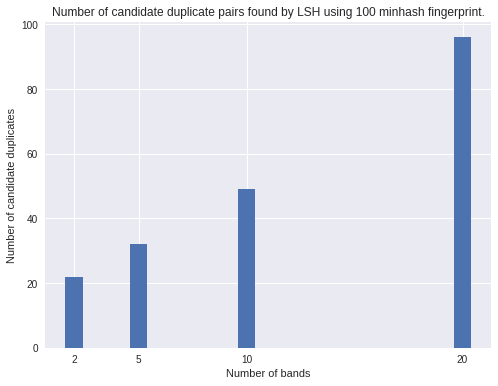 Number of candidate duplicate pairs found by LSH using 100 minhash fingerprint.
100
80
60
40
20
0
Number of candidate duplicates
2 5 10 20
Number of bands